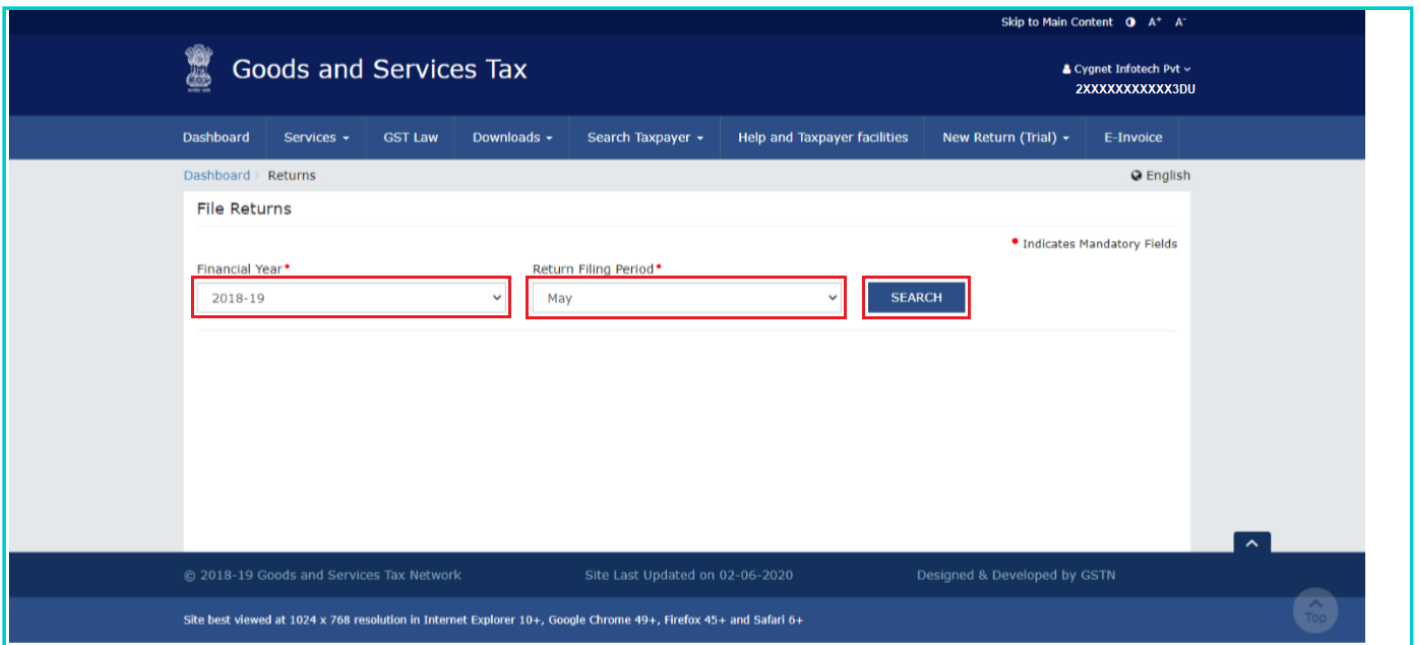 Skip to Main Content A+ A-
Goods and Services Tax
Cygnet Infotech Pvt
2XXXXXXXXXXX3DU
Dashboard Services GST Law Downloads Search Taxpayer Help and Taxpayer facilities New Return (Trial) E-Invoice
Dashboard > Returns English
File Returns
• Indicates Mandatory Fields
Financial Year• Return Filing Period•
2018-19 May SEARCH
© 2018-19 Goods and Services Tax Network Site Last Updated on 02-06-2020 Designed & Developed by GSTN
Site best viewed at 1024 x 768 resolution in Internet Explorer 10+, Google Chrome 49+, Firefox 45+ and Safari 6+
Top